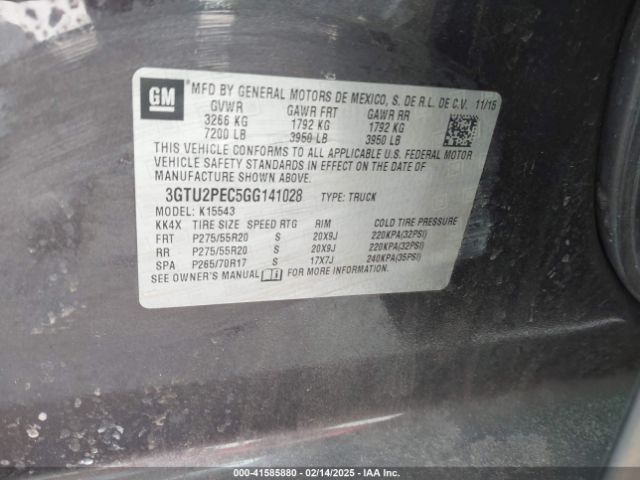 GM
MFD BY GENERAL MOTORS DE MEXICO, S. DE R.L. DE C.V. 11/15
GVWR GAWR FRT GAWR RR
3266 KG 1792 KG 1792 KG
7200 LB 3950 LB 3950 LB
THIS VEHICLE CONFORMS TO ALL APPLICABLE U.S. FEDERAL MOTOR
VEHICLE SAFETY STANDARDS IN EFFECT ON THE DATE OF
MANUFACTURE SHOWN ABOVE.
3GTU2PEC5GG141028 TYPE: TRUCK
MODEL: K15543
KK4X TIRE SIZE SPEED RTG RIM COLD TIRE PRESSURE
FRT P275/55R20 S 20X9J 220KPA(32PSI)
RR P275/55R20 S 20X9J 220KPA(32PSI)
SPA P265/70R17 S 17X7J 240KPA(35PSI)
SEE OWNER'S MANUAL FOR MORE INFORMATION.
000-41585880 - 02/14/2025 - IAA Inc.